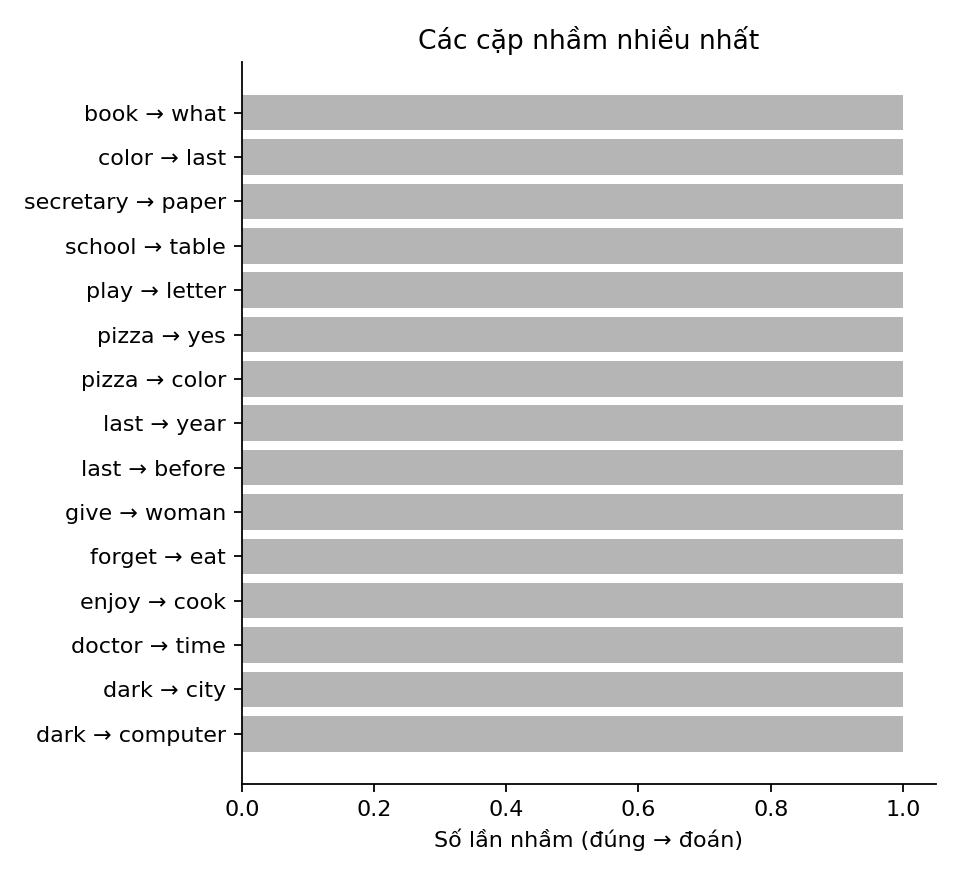 Các cặp nhầm nhiều nhất
book → what
color → last
secretary → paper
school → table
play → letter
pizza → yes
pizza → color
last → year
last → before
give → woman
forget → eat
enjoy → cook
doctor → time
dark → city
dark → computer
0.0 0.2 0.4 0.6 0.8 1.0
Số lần nhầm (đúng → đoán)